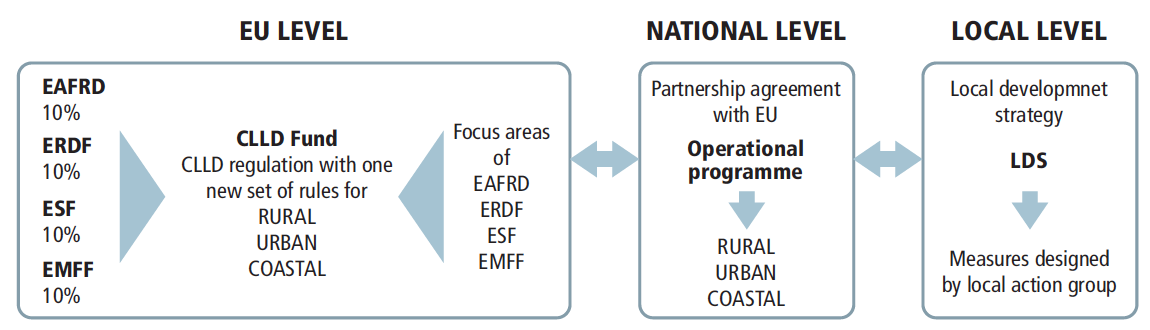 EU LEVEL
EAFRD
10%
ERDF
10%
ESF
10%
EMFF
10%
CLLD Fund
CLLD regulation with one
new set of rules for
RURAL
URBAN
COASTAL
Focus areas
of
EAFRD
ERDF
ESF
EMFF
NATIONAL LEVEL
Partnership agreement
with EU
Operational
programme
RURAL
URBAN
COASTAL
LOCAL LEVEL
Local developmnet
strategy
LDS
Measures designed
by local action group